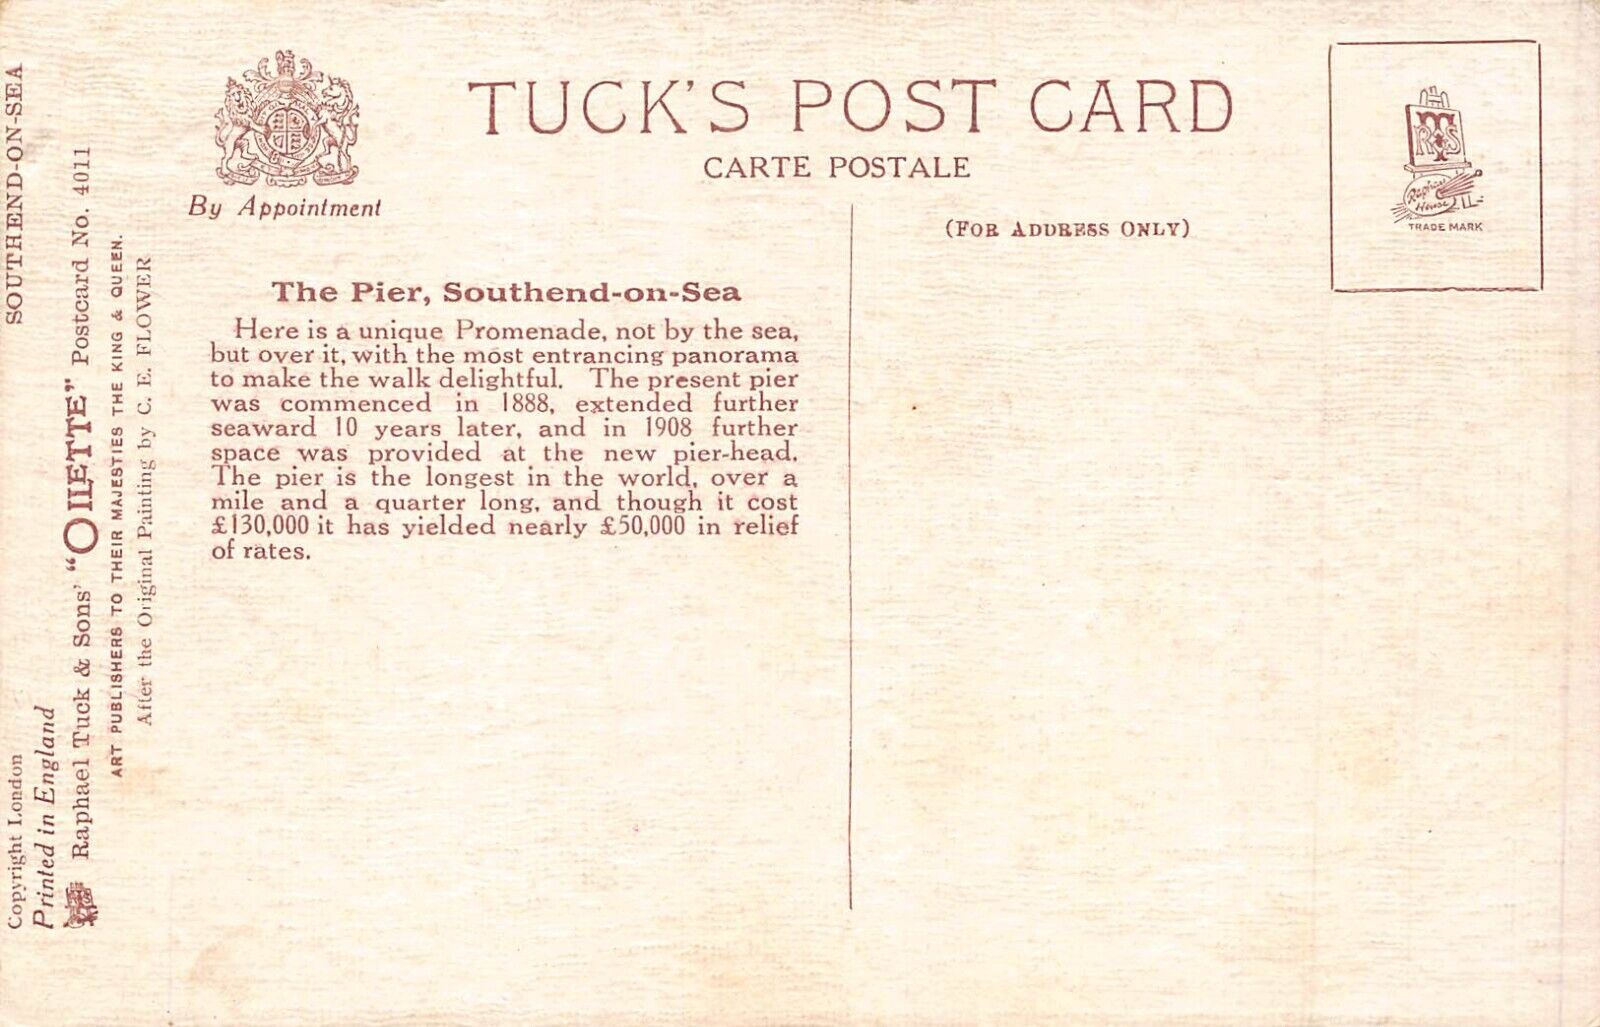 SOUTHEND-ON-SEA
Copyright London
Printed in England
Raphael Tuck & Sons' "OILETTE" Postcard No. 4011
ART PUBLISHERS TO THEIR MAJESTIES THE KING & QUEEN.
After the Original Painting by C. E. FLOWER
By Appointment
TUCK'S POST CARD
CARTE POSTALE
(FOR ADDRESS ONLY)
RTS
Raphael
House
TRADE MARK
The Pier, Southend-on-Sea
Here is a unique Promenade, not by the sea,
but over it, with the most entrancing panorama
to make the walk delightful. The present pier
was commenced in 1888, extended further
seaward 10 years later, and in 1908 further
space was provided at the new pier-head.
The pier is the longest in the world, over a
mile and a quarter long, and though it cost
£130,000 it has yielded nearly £50,000 in relief
of rates.